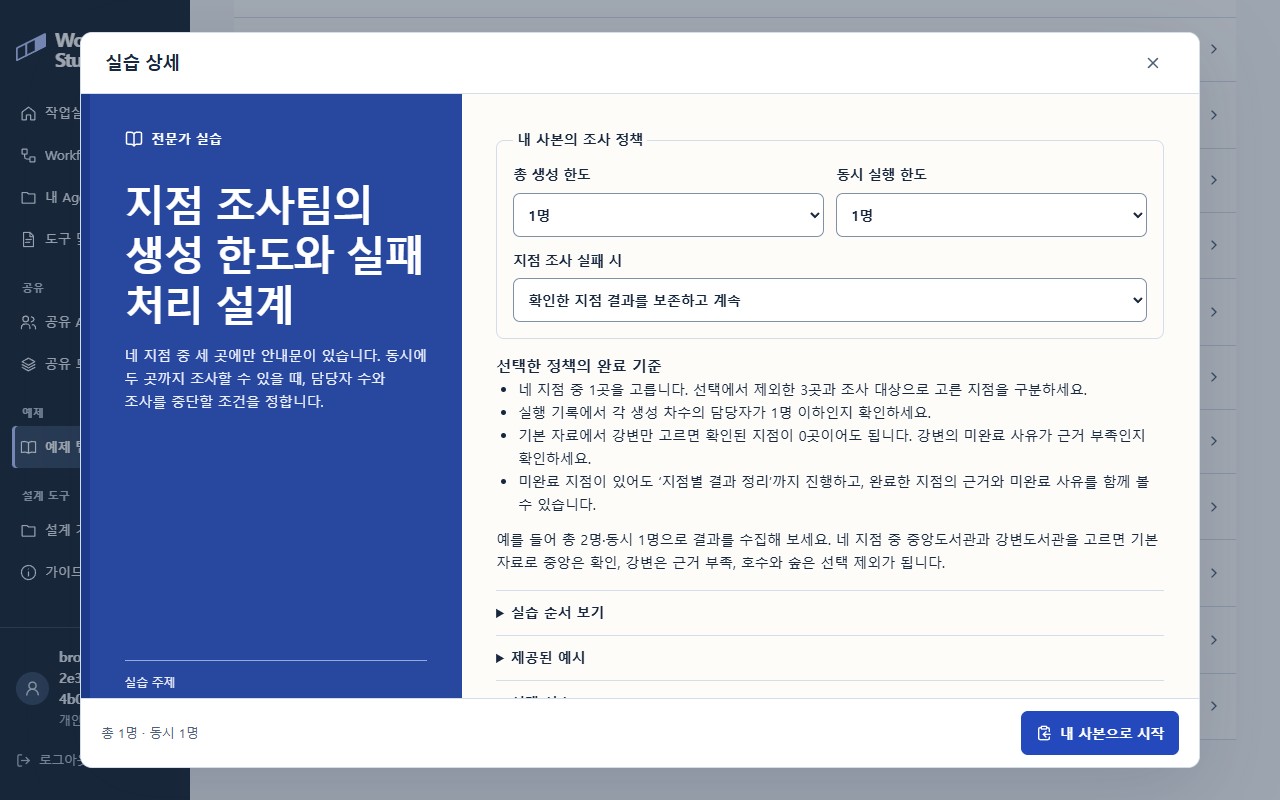 실습 상세
작업실
공유
예제
설계 도구
전문가 실습
지점 조사팀의
생성 한도와 실패
처리 설계
네 지점 중 세 곳에만 안내문이 있습니다. 동시에
두 곳까지 조사할 수 있을 때, 담당자 수와
조사를 중단할 조건을 정합니다.
실습 주제
내 사본의 조사 정책
총 생성 한도
동시 실행 한도
1명
1명
지점 조사 실패 시
확인한 지점 결과를 보존하고 계속
선택한 정책의 완료 기준
네 지점 중 1곳을 고릅니다. 선택에서 제외한 3곳과 조사 대상으로 고른 지점을 구분하세요.
실행 기록에서 각 생성 차수의 담당자가 1명 이하인지 확인하세요.
기본 자료에서 강변만 고르면 확인된 지점이 0곳이어도 됩니다. 강변의 미완료 사유가 근거 부족인지
확인하세요.
미완료 지점이 있어도 ‘지점별 결과 정리’까지 진행하고, 완료한 지점의 근거와 미완료 사유를 함께 볼
수 있습니다.
예를 들어 총 2명·동시 1명으로 결과를 수집해 보세요. 네 지점 중 중앙도서관과 강변도서관을 고르면 기본
자료로 중앙은 확인, 강변은 근거 부족, 호수와 숲은 선택 제외가 됩니다.
실습 순서 보기
제공된 예시
총 1명 · 동시 1명
내 사본으로 시작